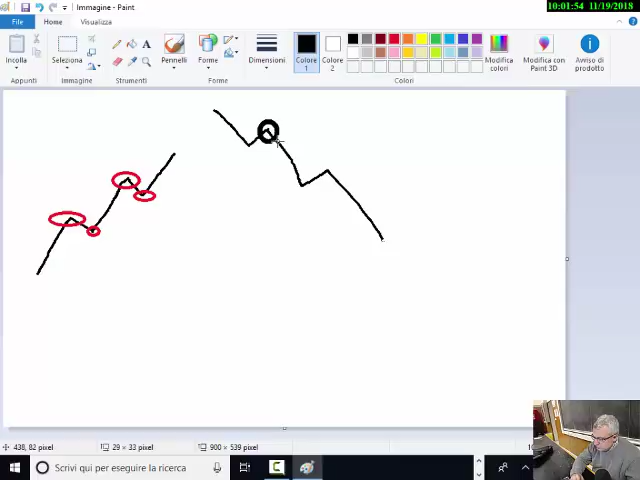 Immagine - Paint
10:01:54 11/19/2018
File Home Visualizza
Incolla
Selezione
Pennelli
Forme
Dimensioni
Colore 1
Colore 2
Modifica colori
Modifica con Paint 3D
Avviso di prodotto
Appunti Immagine Strumenti Colori
438, 82 pixel 29 × 33 pixel 900 × 539 pixel
Scrivi qui per eseguire la ricerca